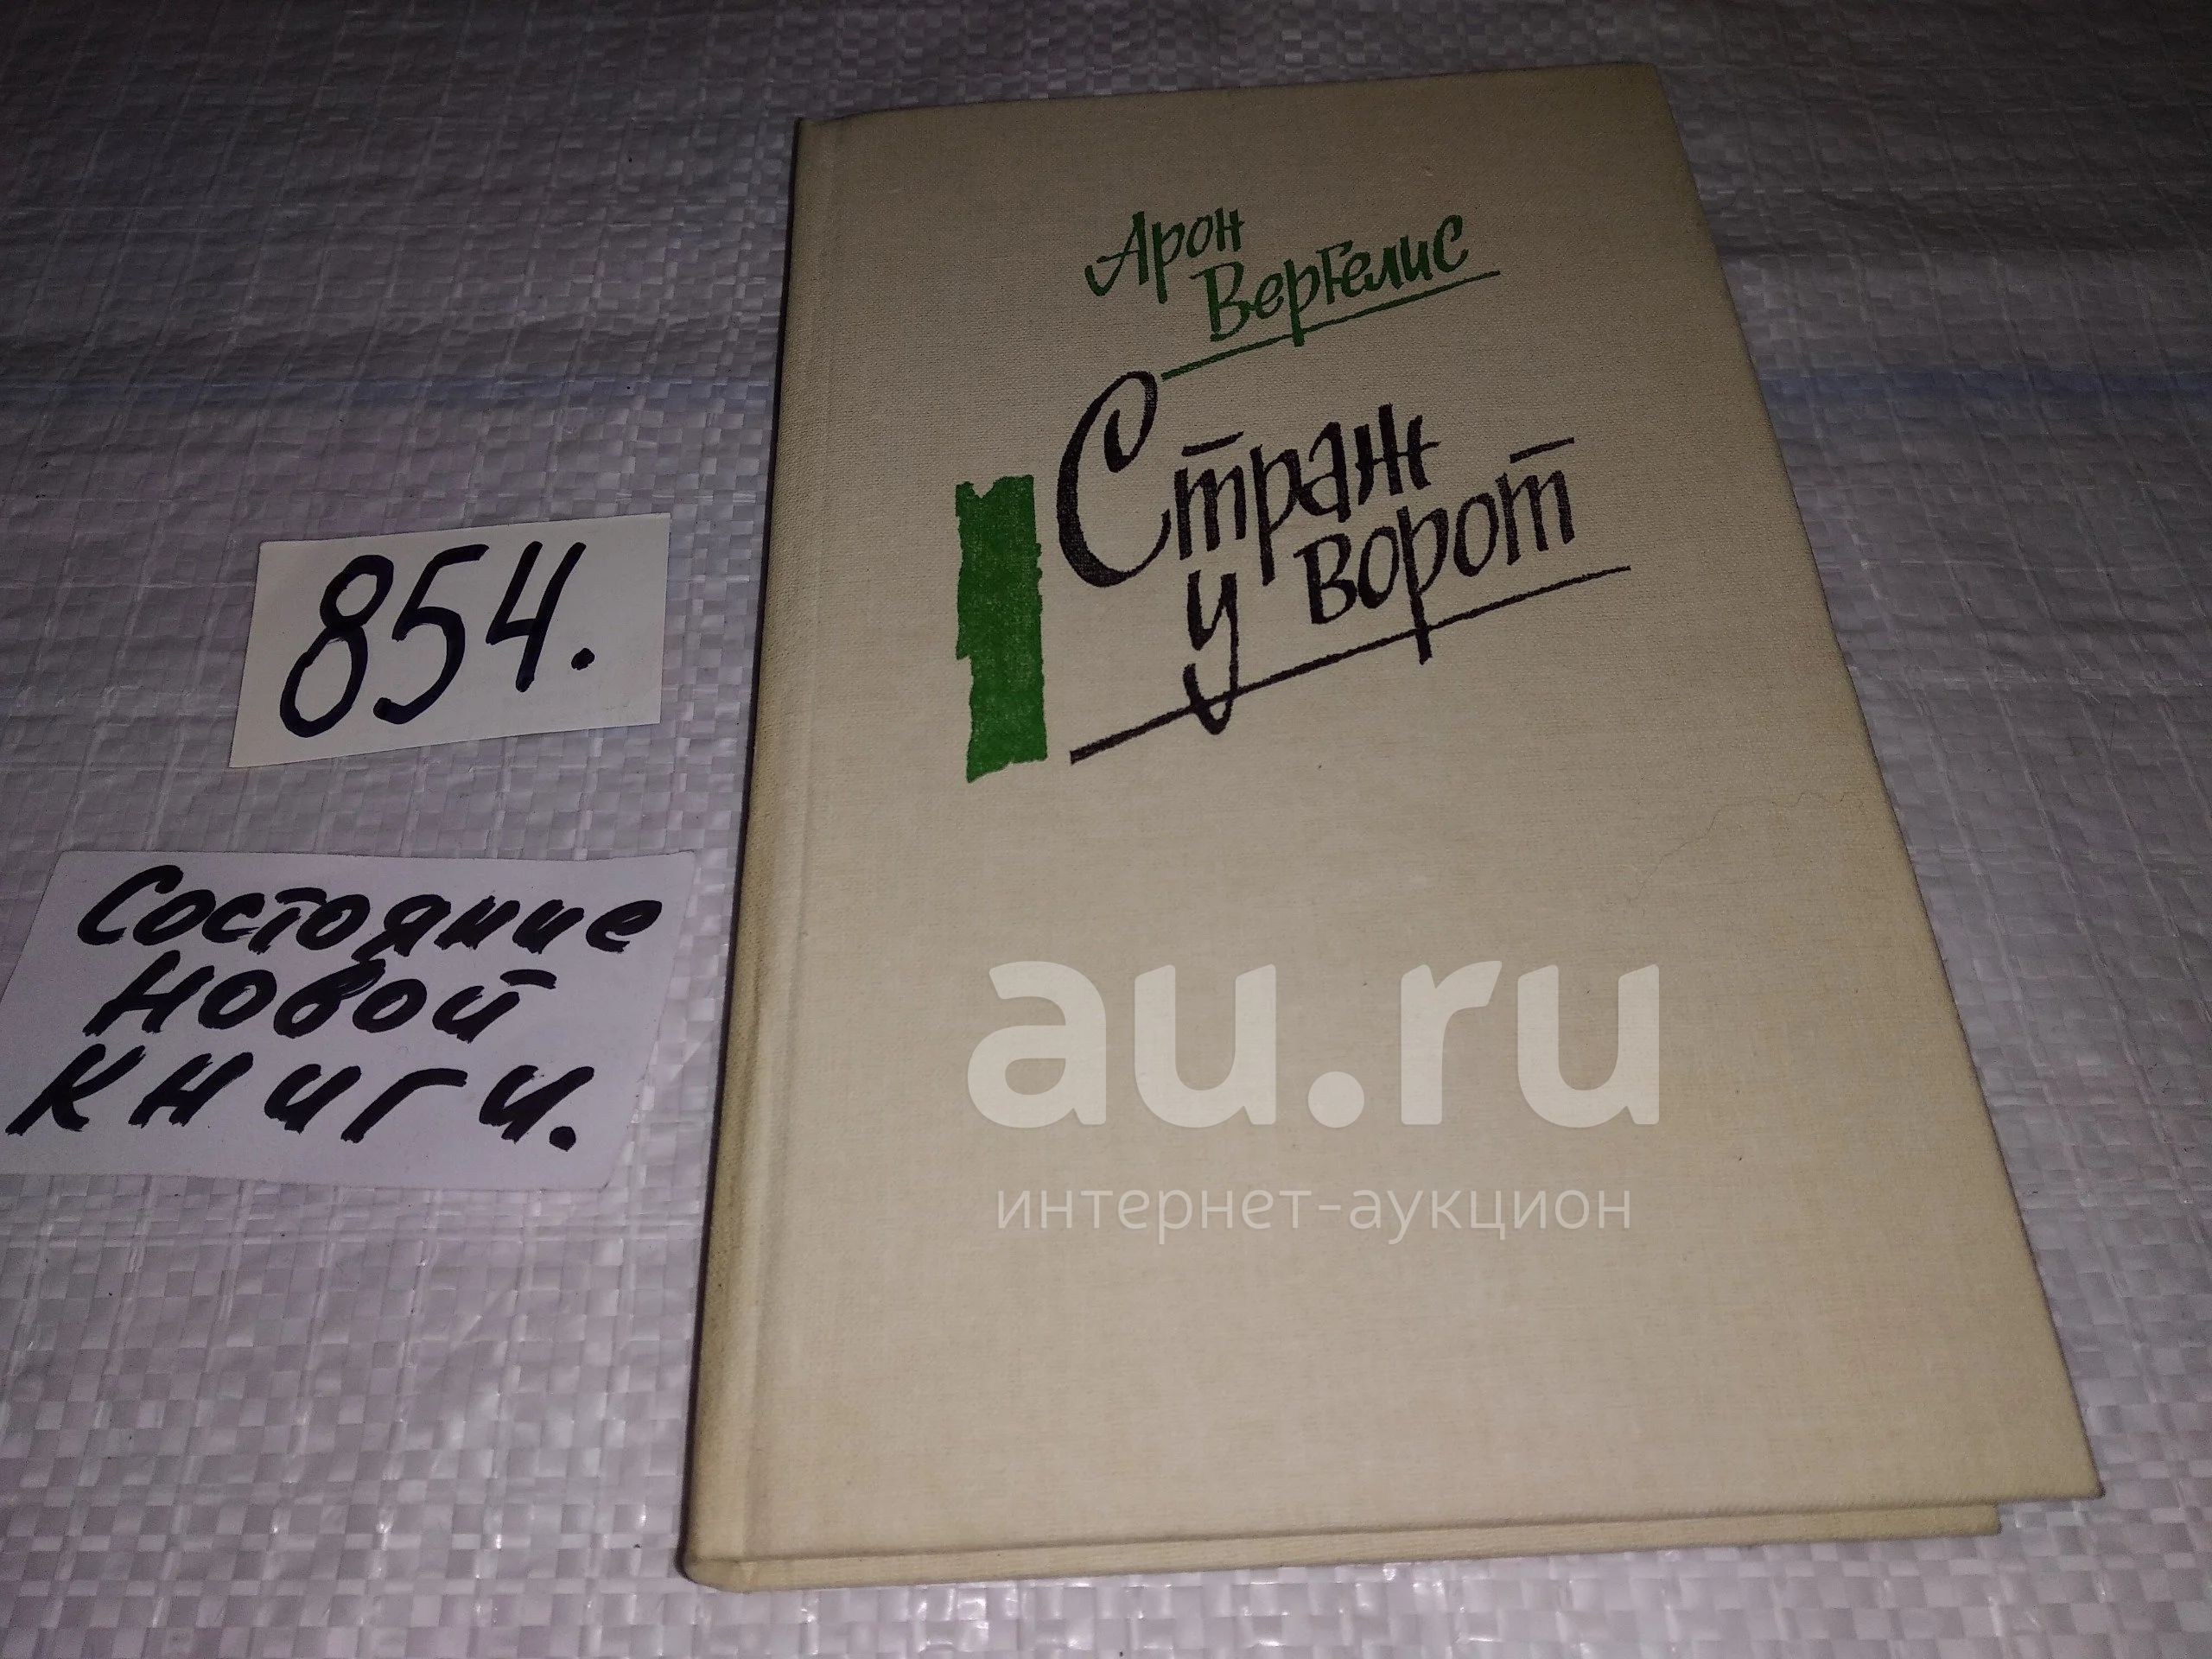 Арон
Вергелис
Страж
у ворот
854.
Состояние
новой
книги.
au.ru
интернет-аукцион